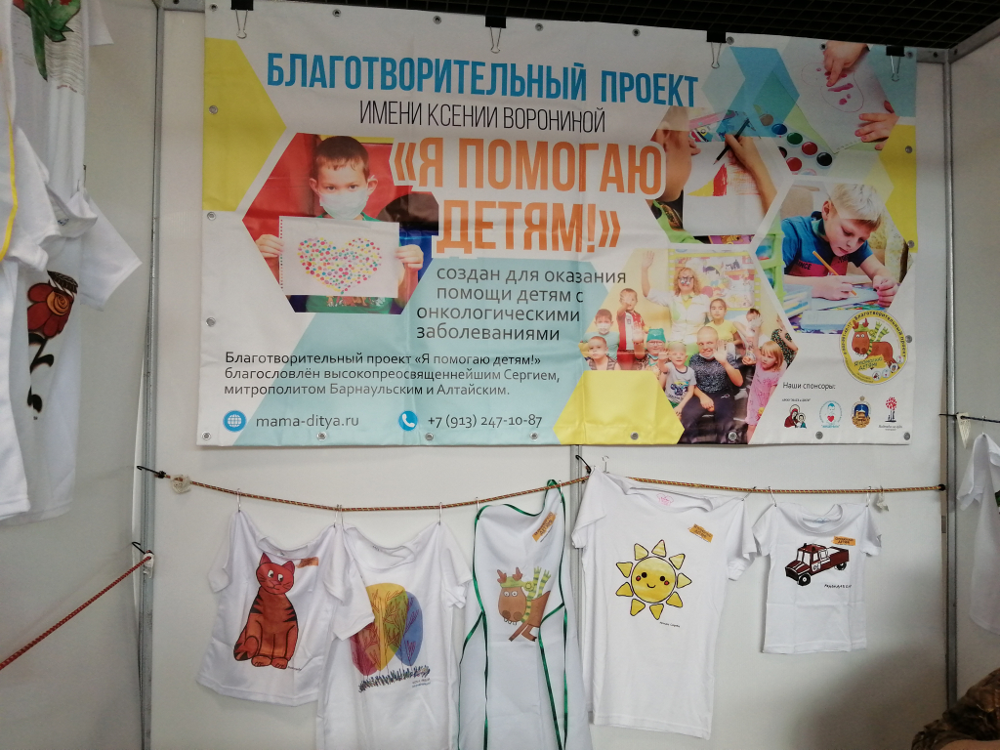 БЛАГОТВОРИТЕЛЬНЫЙ ПРОЕКТ
ИМЕНИ КСЕНИИ ВОРОНИНОЙ
«Я ПОМОГАЮ
ДЕТЯМ!»
создан для оказания
помощи детям с
онкологическими
заболеваниями
Благотворительный проект «Я помогаю детям!»
благословлён высокопреосвященнейшим Сергием,
митрополитом Барнаульским и Алтайским.
mama-ditya.ru
+7 (913) 247-10-87
Наши спонсоры: